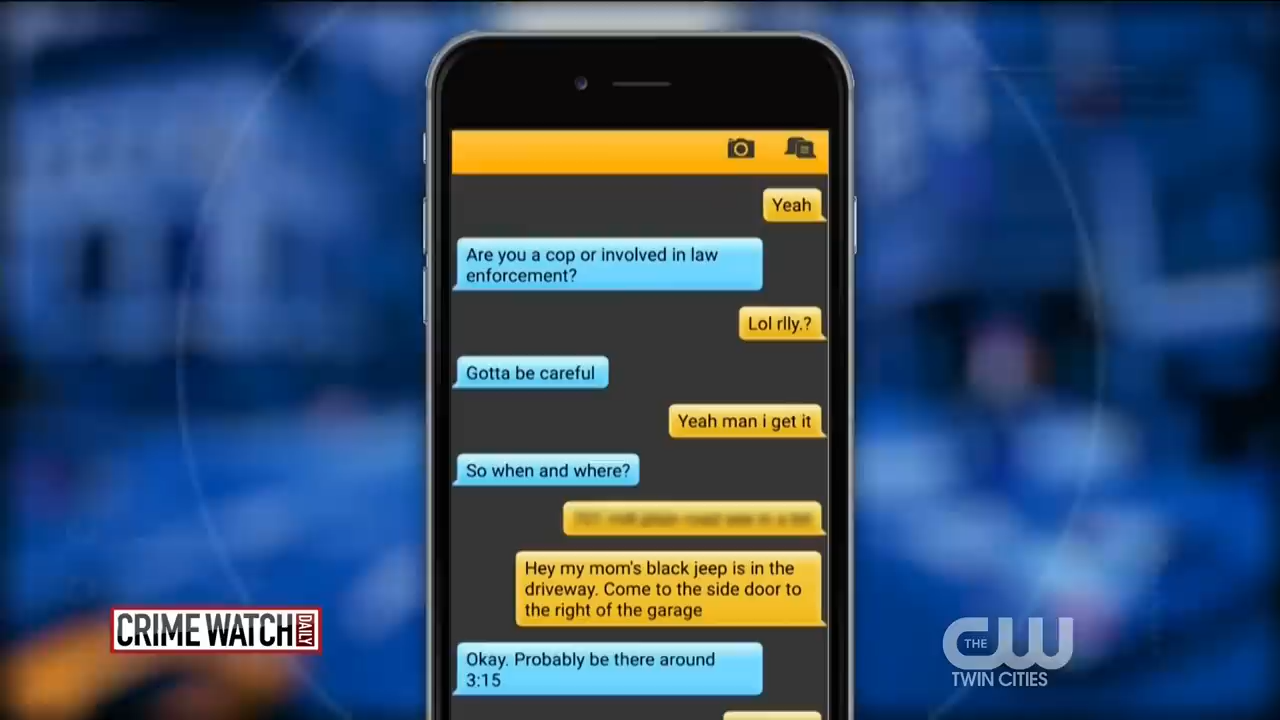 Yeah
Are you a cop or involved in law
enforcement?
Lol rlly.?
Gotta be careful
Yeah man i get it
So when and where?
Hey my mom's black jeep is in the
driveway. Come to the side door to
the right of the garage
Okay. Probably be there around
3:15
CRIME WATCH DAILY
THE CW
TWIN CITIES